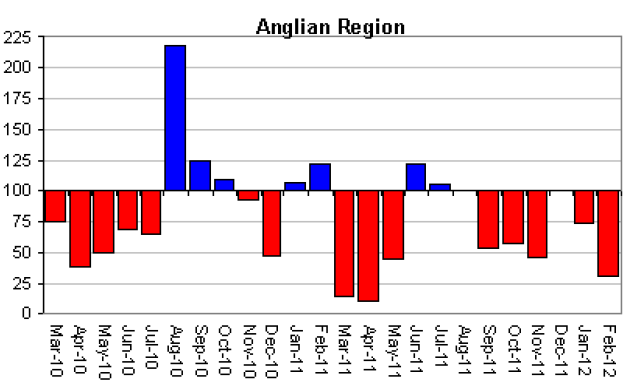 Anglian Region
225
200
175
150
125
100
75
50
25
0
Mar-10
Apr-10
May-10
Jun-10
Jul-10
Aug-10
Sep-10
Oct-10
Nov-10
Dec-10
Jan-11
Feb-11
Mar-11
Apr-11
May-11
Jun-11
Jul-11
Aug-11
Sep-11
Oct-11
Nov-11
Dec-11
Jan-12
Feb-12